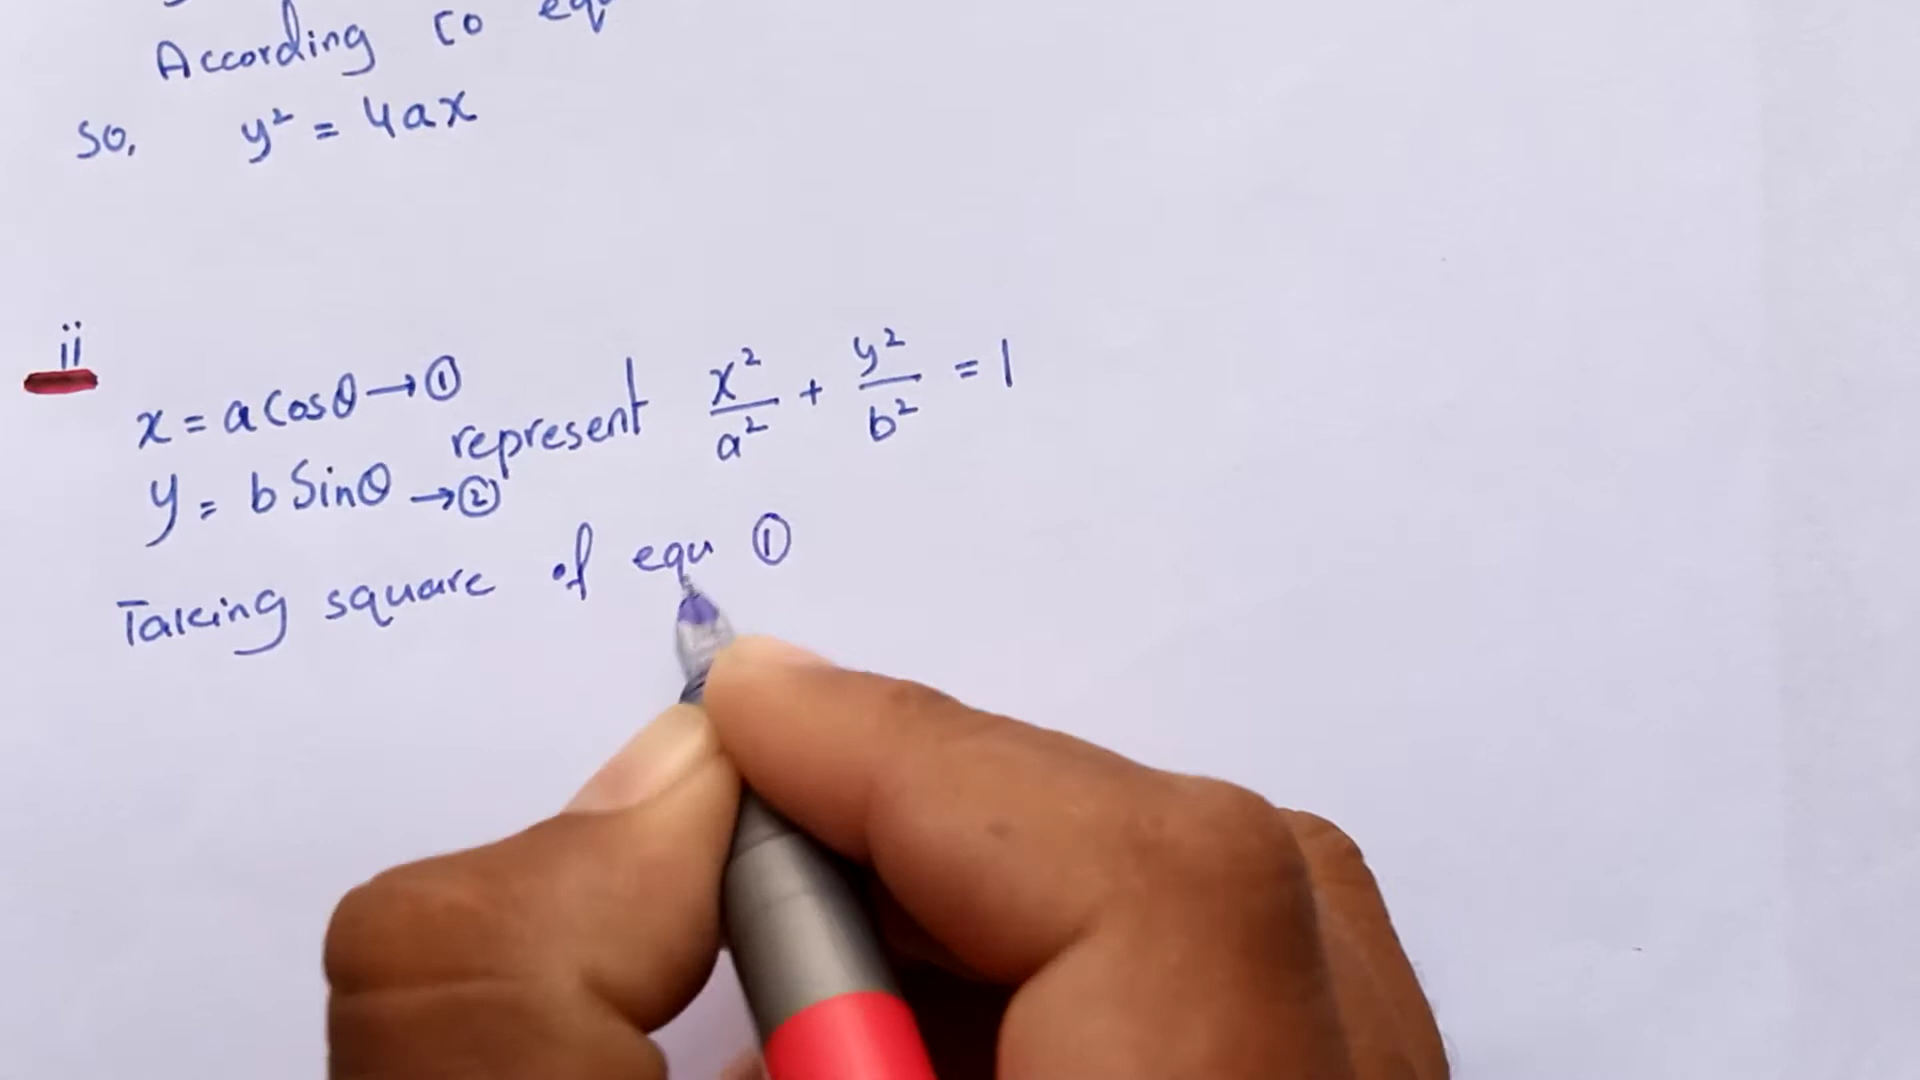 According to equ
So, y² = 4ax
ii
x = a Cosθ → ①
represent x²/a² + y²/b² = 1
y = b Sinθ → ②
Taking square of equ ①